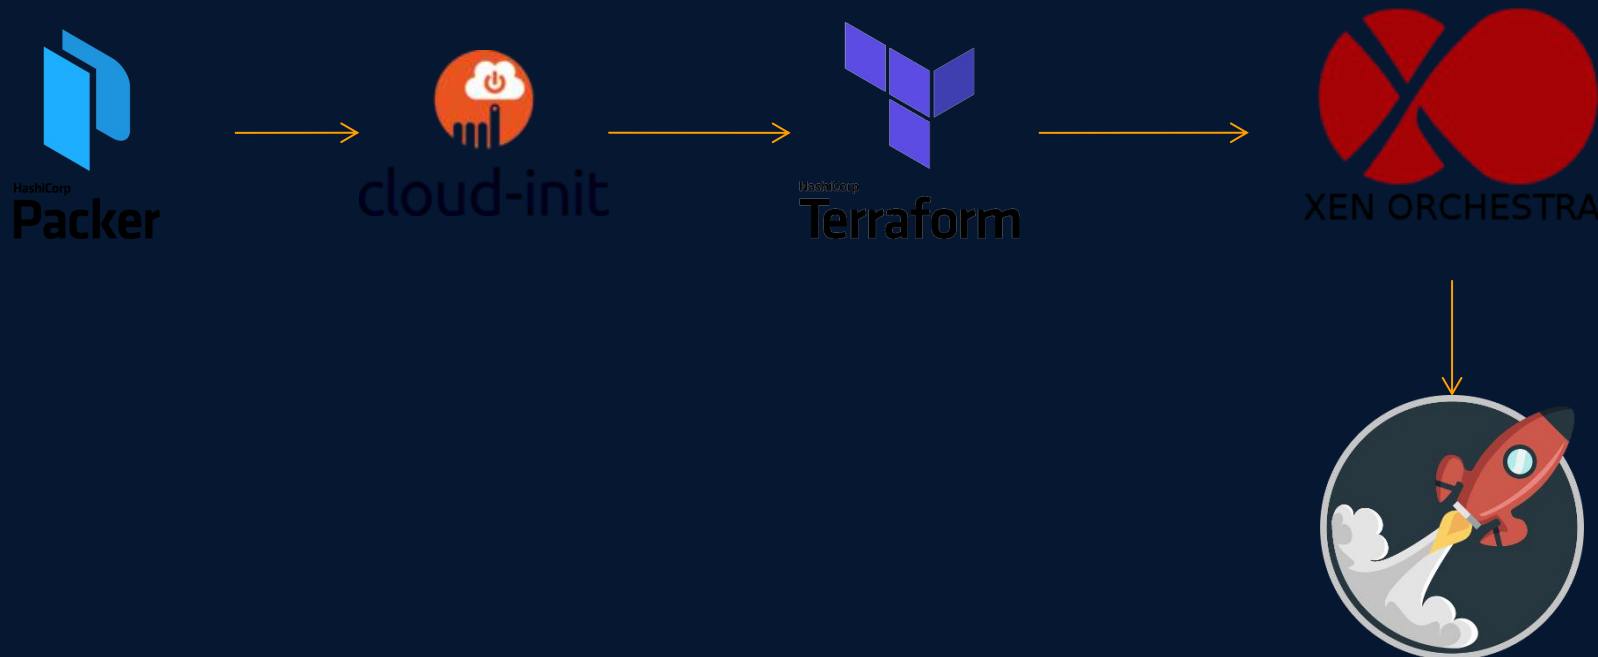 HashiCorp
Packer
cloud-init
HashiCorp
Terraform
XEN ORCHESTRA